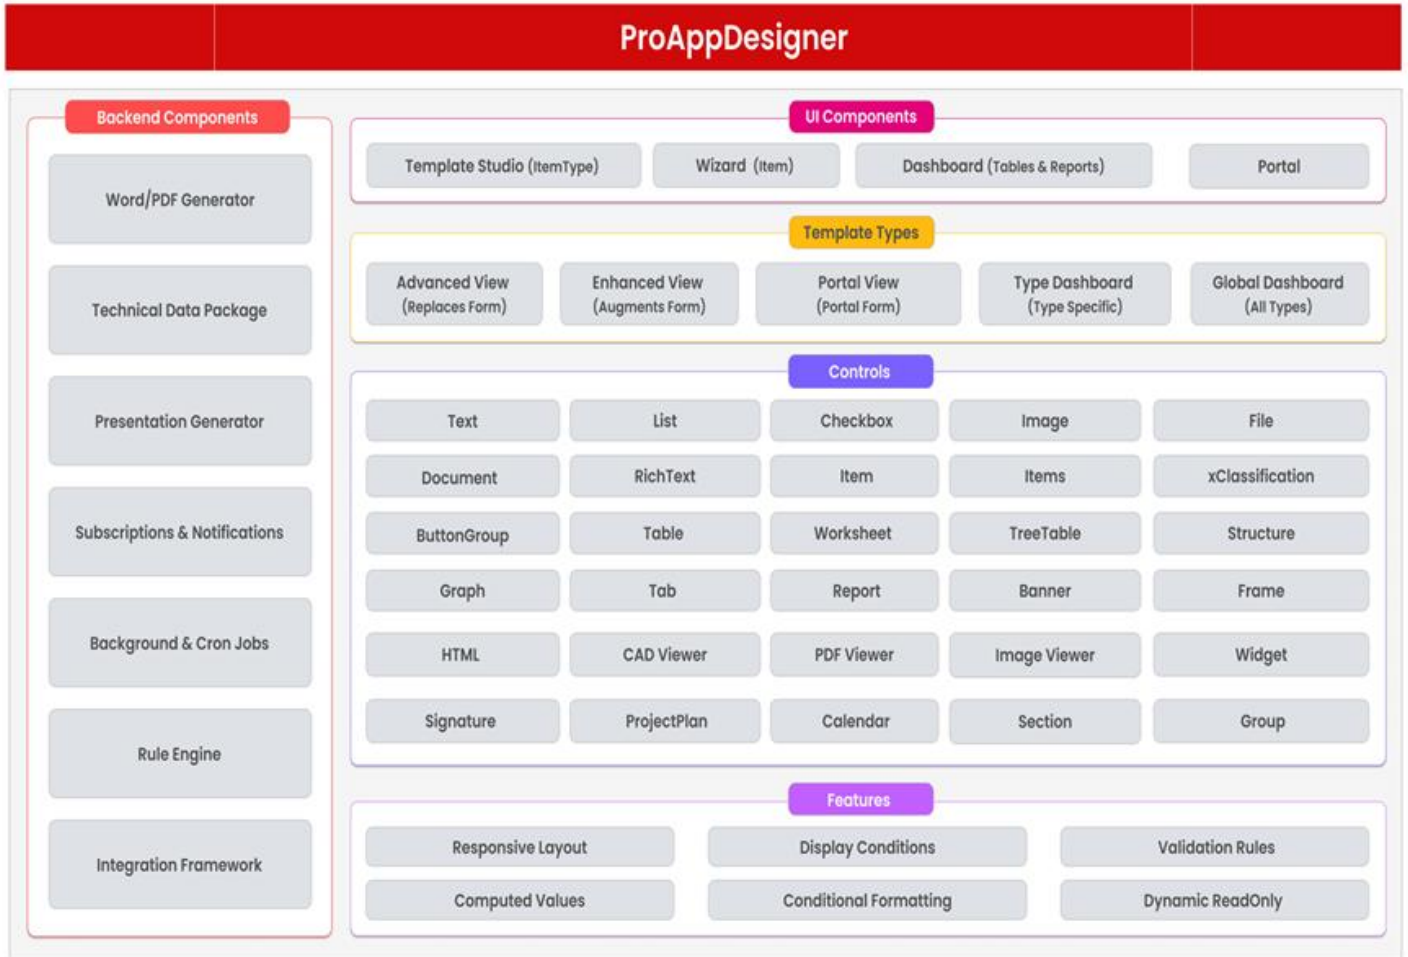 ProAppDesigner
Backend Components
Word/PDF Generator
Technical Data Package
Presentation Generator
Subscriptions & Notifications
Background & Cron Jobs
Rule Engine
Integration Framework
UI Components
Template Studio (ItemType)
Wizard (Item)
Dashboard (Tables & Reports)
Portal
Template Types
Advanced View
(Replaces Form)
Enhanced View
(Augments Form)
Portal View
(Portal Form)
Type Dashboard
(Type Specific)
Global Dashboard
(All Types)
Controls
Text
List
Checkbox
Image
File
Document
RichText
Item
Items
xClassification
ButtonGroup
Table
Worksheet
TreeTable
Structure
Graph
Tab
Report
Banner
Frame
HTML
CAD Viewer
PDF Viewer
Image Viewer
Widget
Signature
ProjectPlan
Calendar
Section
Group
Features
Responsive Layout
Display Conditions
Validation Rules
Computed Values
Conditional Formatting
Dynamic ReadOnly